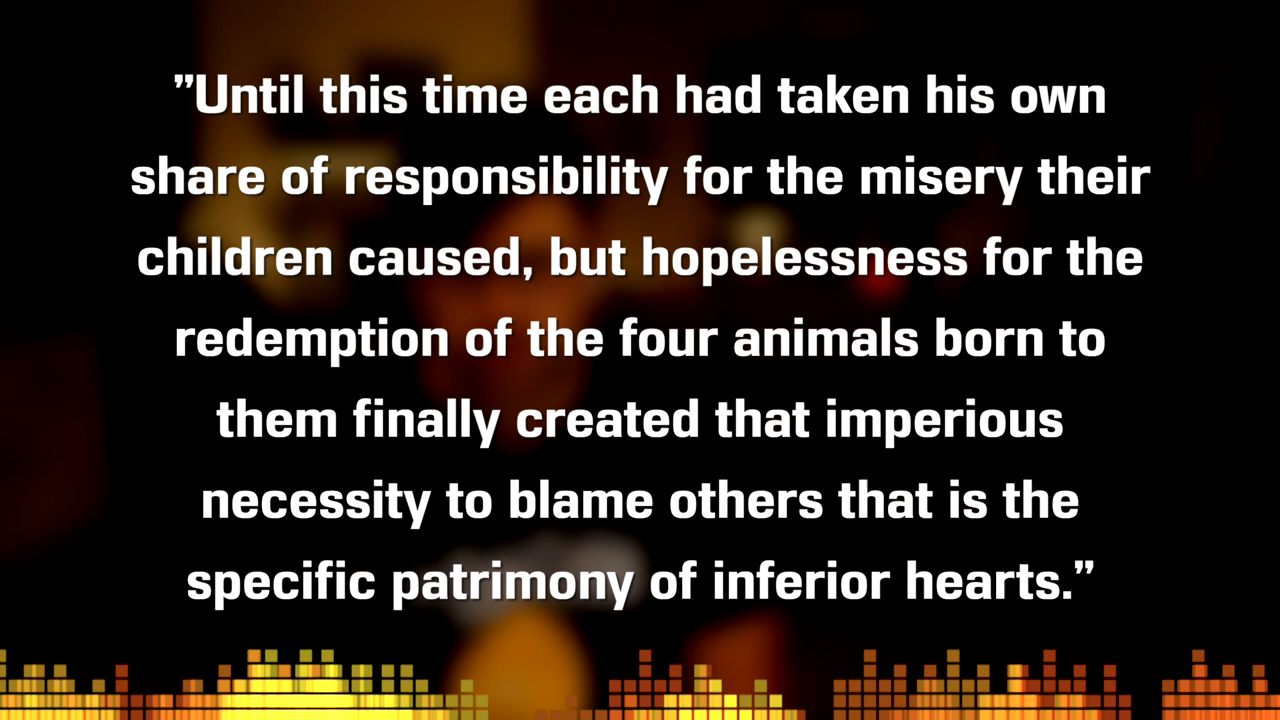 ”Until this time each had taken his own
share of responsibility for the misery their
children caused, but hopelessness for the
redemption of the four animals born to
them finally created that imperious
necessity to blame others that is the
specific patrimony of inferior hearts.”